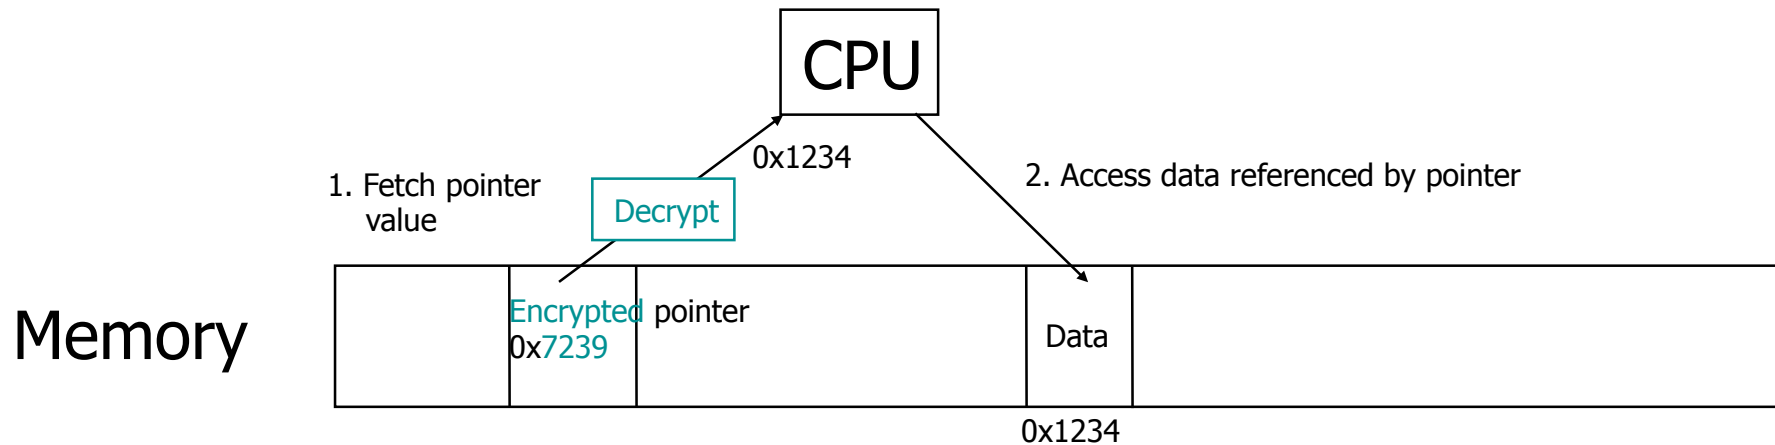 CPU
0x1234
1. Fetch pointer
value
2. Access data referenced by pointer
Decrypt
Memory
Encrypted pointer
0x7239
Data
0x1234